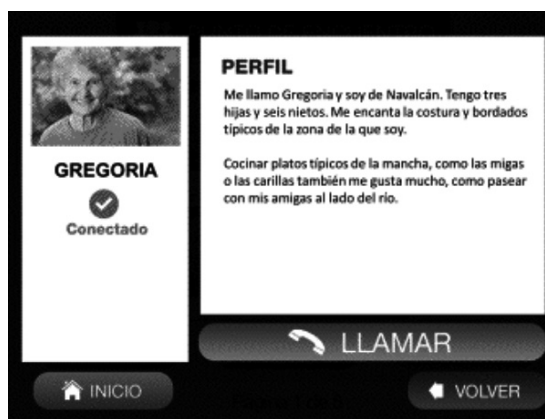 PERFIL
Me llamo Gregoria y soy de Navalcán. Tengo tres
hijas y seis nietos. Me encanta la costura y bordados
típicos de la zona de la que soy.
Cocinar platos típicos de la mancha, como las migas
o las carillas también me gusta mucho, como pasear
con mis amigas al lado del río.
GREGORIA
Conectado
LLAMAR
INICIO
VOLVER